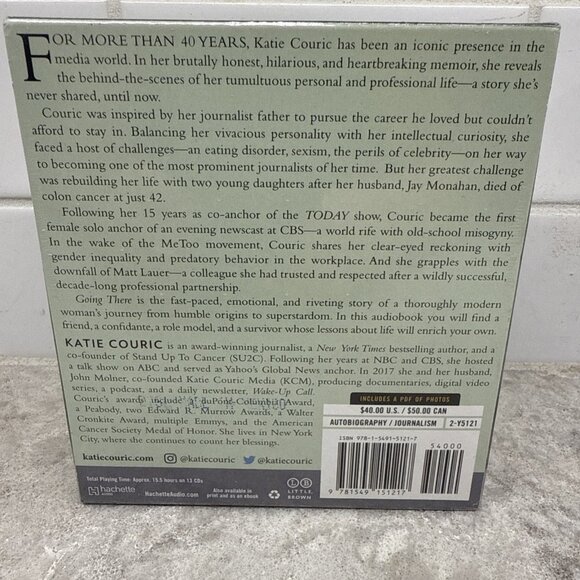 FOR MORE THAN 40 YEARS, Katie Couric has been an iconic presence in the
media world. In her brutally honest, hilarious, and heartbreaking memoir, she reveals
the behind-the-scenes of her tumultuous personal and professional life—a story she's
never shared, until now.
Couric was inspired by her journalist father to pursue the career he loved but couldn't
afford to stay in. Balancing her vivacious personality with her intellectual curiosity, she
faced a host of challenges—an eating disorder, sexism, the perils of celebrity—on her way
to becoming one of the most prominent journalists of her time. But her greatest challenge
was rebuilding her life with two young daughters after her husband, Jay Monahan, died of
colon cancer at just 42.
Following her 15 years as co-anchor of the TODAY show, Couric became the first
female solo anchor of an evening newscast at CBS—a world rife with old-school misogyny.
In the wake of the MeToo movement, Couric shares her clear-eyed reckoning with
gender inequality and predatory behavior in the workplace. And she grapples with the
downfall of Matt Lauer—a colleague she had trusted and respected after a wildly successful,
decade-long professional partnership.
Going There is the fast-paced, emotional, and riveting story of a thoroughly modern
woman's journey from humble origins to superstardom. In this audiobook you will find a
friend, a confidante, a role model, and a survivor whose lessons about life will enrich your own.
KATIE COURIC is an award-winning journalist, a New York Times bestselling author, and a
co-founder of Stand Up To Cancer (SU2C). Following her years at NBC and CBS, she hosted
a talk show on ABC and served as Yahoo's Global News anchor. In 2017 she and her husband,
John Molner, co-founded Katie Couric Media (KCM), producing documentaries, digital video
series, a podcast, and a daily newsletter, Wake-Up Call.
Couric's awards include a duPont-Columbia Award,
a Peabody, two Edward R. Murrow Awards, a Walter
Cronkite Award, multiple Emmys, and the American
Cancer Society Medal of Honor. She lives in New York
City, where she continues to count her blessings.
katiecouric.com @katiecouric @katiecouric
INCLUDES A PDF OF PHOTOS
$40.00 U.S. / $50.00 CAN
AUTOBIOGRAPHY / JOURNALISM 2-Y5121
ISBN 978-1-5491-5121-7
54000
9 781549 151217
Total Playing Time: Approx. 15.5 hours on 13 CDs
hachette
AUDIO
HachetteAudio.com
Also available in
print and as an ebook
LB
LITTLE,
BROWN